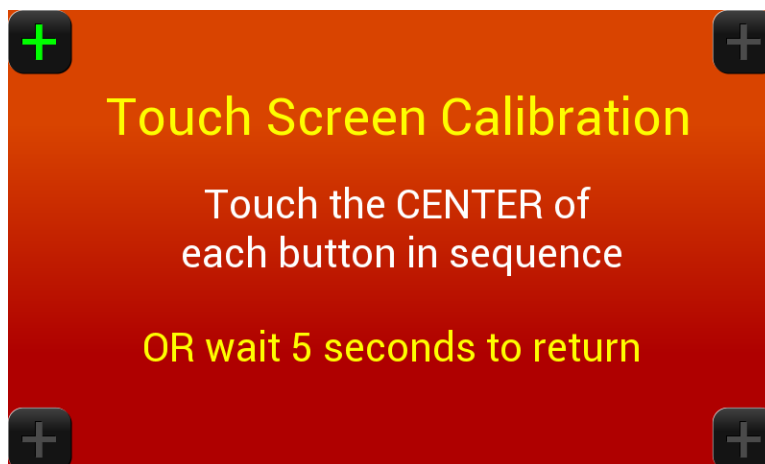 Touch Screen Calibration
Touch the CENTER of
each button in sequence
OR wait 5 seconds to return